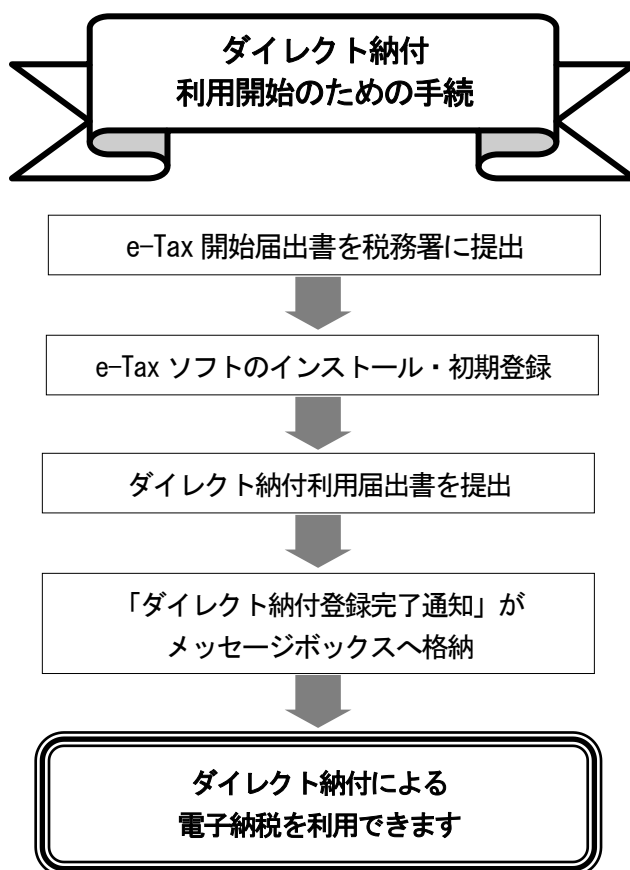 ダイレクト納付
利用開始のための手続
e-Tax 開始届出書を税務署に提出
e-Tax ソフトのインストール・初期登録
ダイレクト納付利用届出書を提出
「ダイレクト納付登録完了通知」が
メッセージボックスへ格納
ダイレクト納付による
電子納税を利用できます